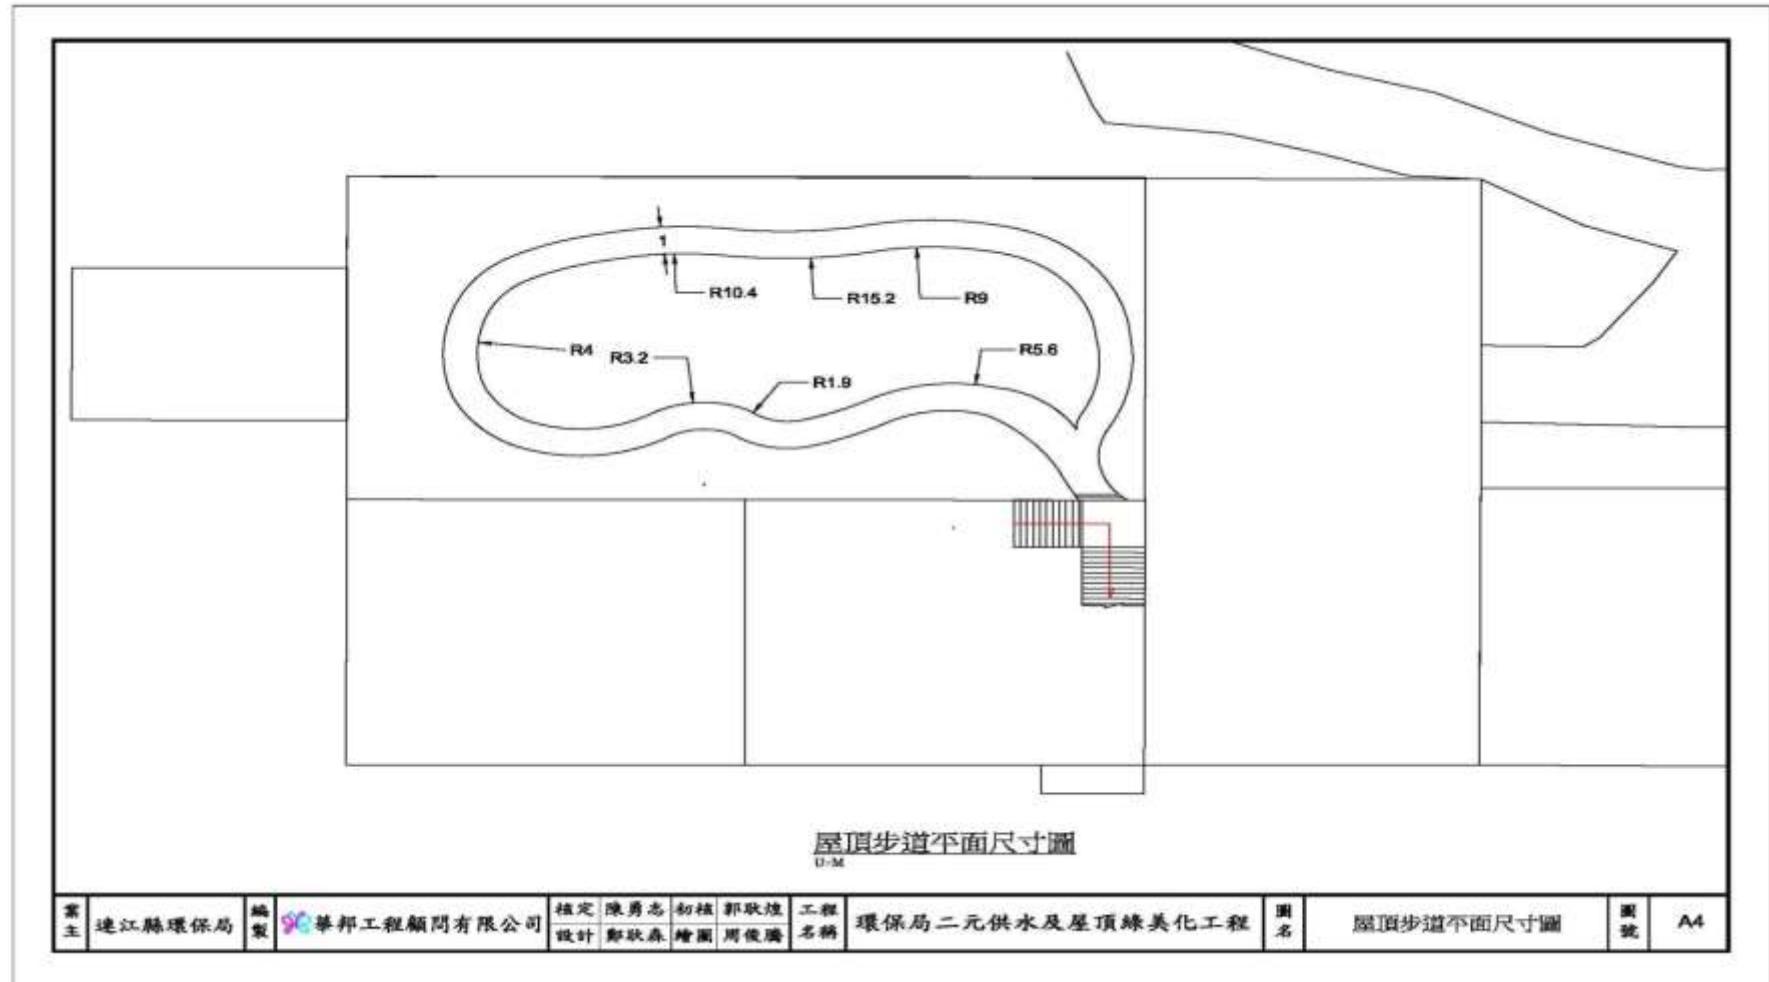 1
R10.4
R15.2
R9
R4
R3.2
R1.9
R5.6
屋頂步道平面尺寸圖
U-M
業主
連江縣環保局
編製
華邦工程顧問有限公司
核定 陳勇志 初核 郭耿煌
設計 鄭耿森 繪圖 周俊騰
工程名稱
環保局二元供水及屋頂綠美化工程
圖名
屋頂步道平面尺寸圖
圖號
A4